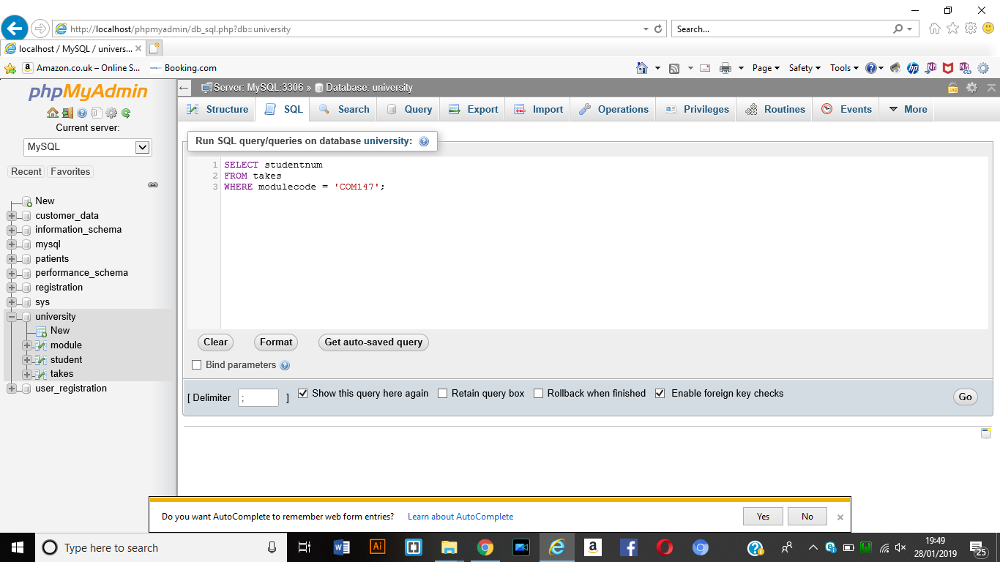 http://localhost/phpmyadmin/db_sql.php?db=university
Search...
localhost / MySQL / univers...
Amazon.co.uk – Online S...
Booking.com
Page
Safety
Tools
phpMyAdmin
Current server:
MySQL
Recent
Favorites
New
customer_data
information_schema
mysql
patients
performance_schema
registration
sys
university
New
module
student
takes
user_registration
Server: MySQL:3306 » Database: university
Structure
SQL
Search
Query
Export
Import
Operations
Privileges
Routines
Events
More
Run SQL query/queries on database university:
1 SELECT studentnum
2 FROM takes
3 WHERE modulecode = 'COM147';
Clear
Format
Get auto-saved query
Bind parameters
[ Delimiter ; ]
Show this query here again
Retain query box
Rollback when finished
Enable foreign key checks
Go
Do you want AutoComplete to remember web form entries?
Learn about AutoComplete
Yes
No
Type here to search
19:49
28/01/2019
25